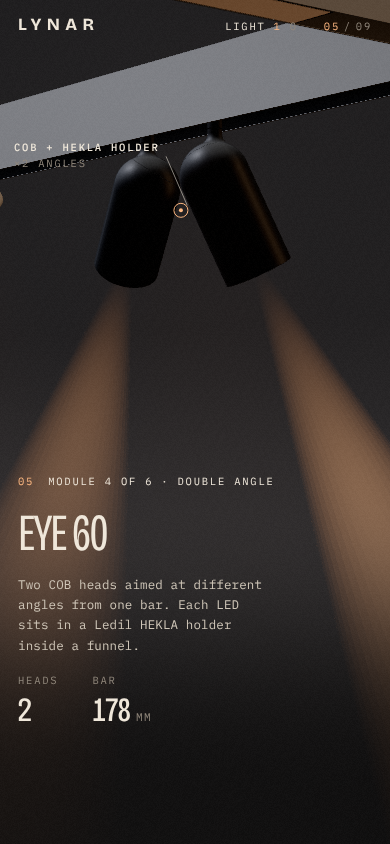 LYNAR
LIGHT 1
05 / 09
COB + HEKLA HOLDER
2 ANGLES
05 MODULE 4 OF 6 · DOUBLE ANGLE
EYE 60
Two COB heads aimed at different
angles from one bar. Each LED
sits in a Ledil HEKLA holder
inside a funnel.
HEADS BAR
2 178 MM